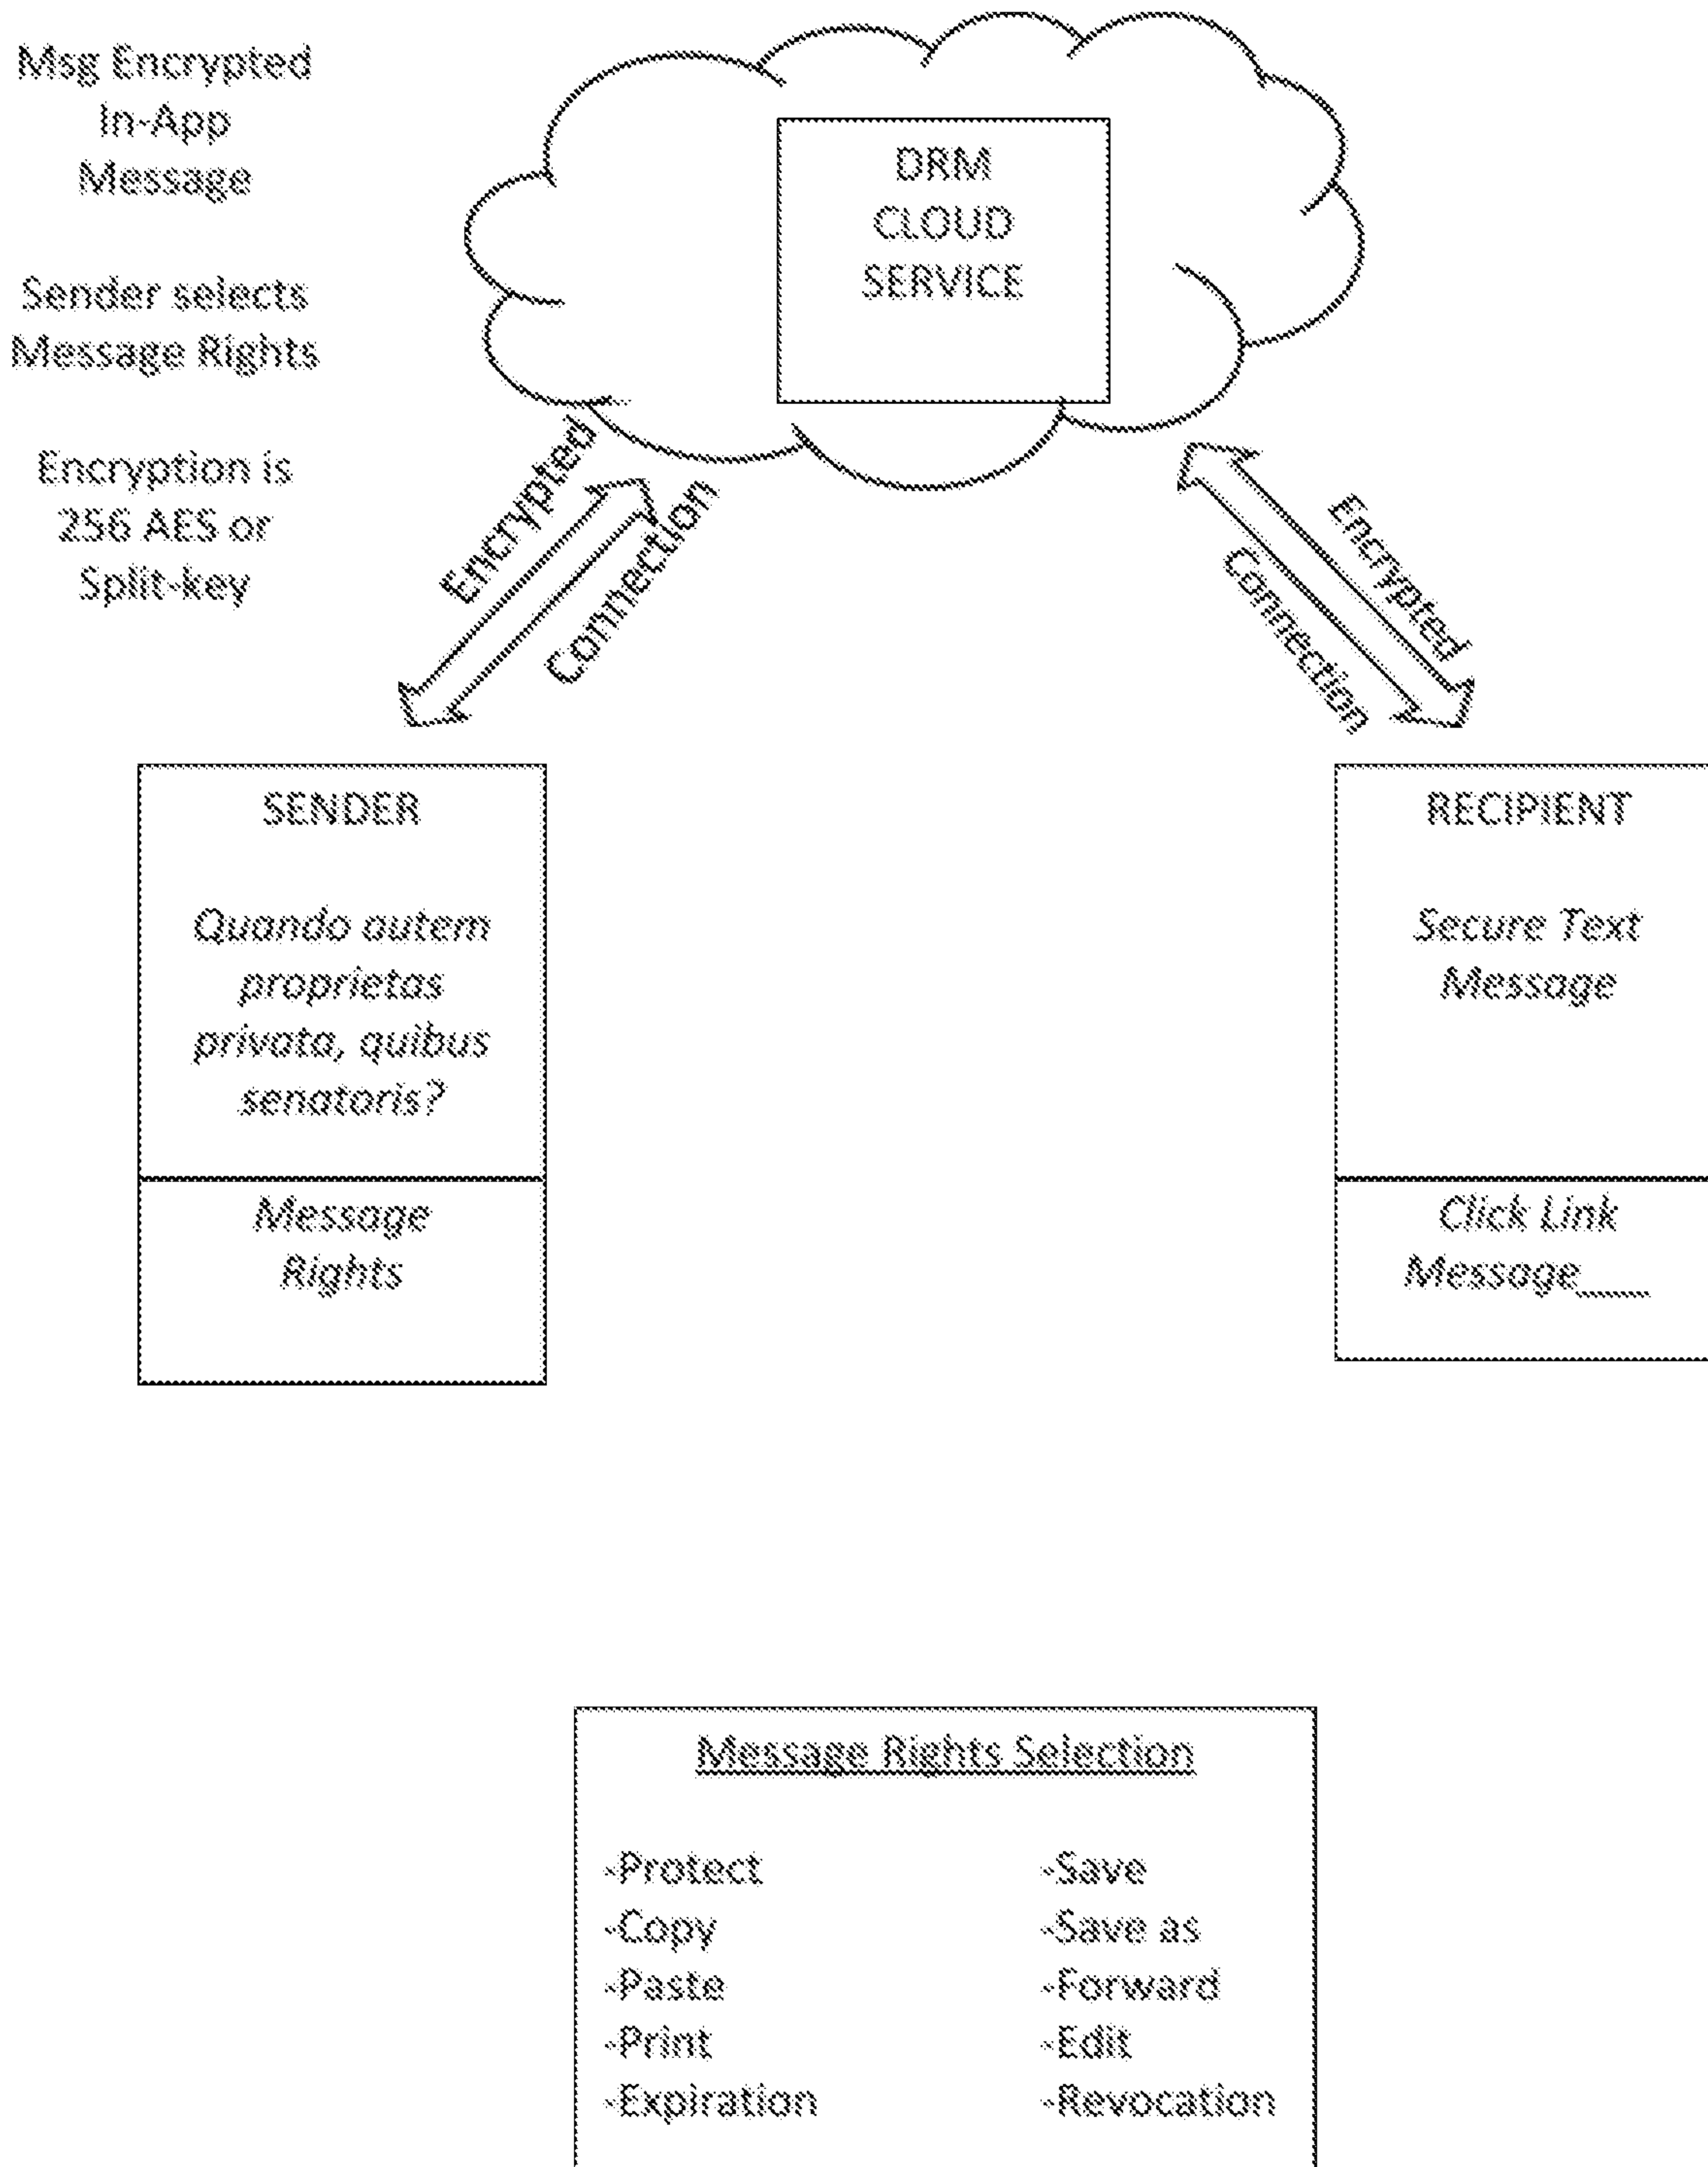 Msg Encrypted
In-App
Message
Sender selects
Message Rights
Encryption is
256 AES or
Split-key
DRM
CLOUD
SERVICE
Encrypted
Connection
Encrypted
Connection
SENDER
Quando autem
proprietas
privata, quibus
senatoris?
Message
Rights
RECIPIENT
Secure Text
Message
Click Link
Message____
Message Rights Selection
-Protect
-Copy
-Paste
-Print
-Expiration
-Save
-Save as
-Forward
-Edit
-Revocation